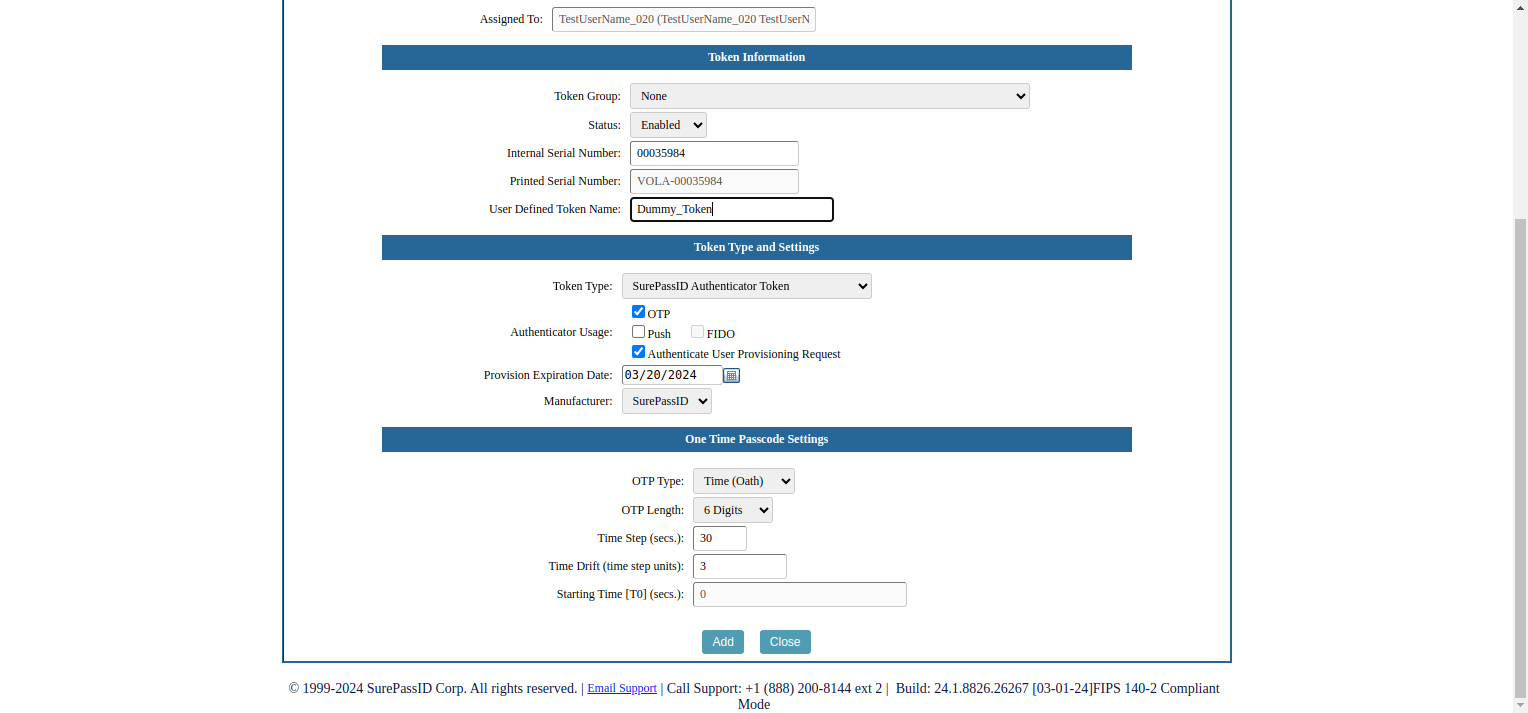 Assigned To: TestUserName_020 (TestUserName_020 TestUserN
Token Information
Token Group: None
Status: Enabled
Internal Serial Number: 00035984
Printed Serial Number: VOLA-00035984
User Defined Token Name: Dummy_Token
Token Type and Settings
Token Type: SurePassID Authenticator Token
OTP
Authenticator Usage: Push FIDO
Authenticate User Provisioning Request
Provision Expiration Date: 03/20/2024
Manufacturer: SurePassID
One Time Passcode Settings
OTP Type: Time (Oath)
OTP Length: 6 Digits
Time Step (secs.): 30
Time Drift (time step units): 3
Starting Time [T0] (secs.): 0
Add Close
© 1999-2024 SurePassID Corp. All rights reserved. | Email Support | Call Support: +1 (888) 200-8144 ext 2 | Build: 24.1.8826.26267 [03-01-24]FIPS 140-2 Compliant
Mode